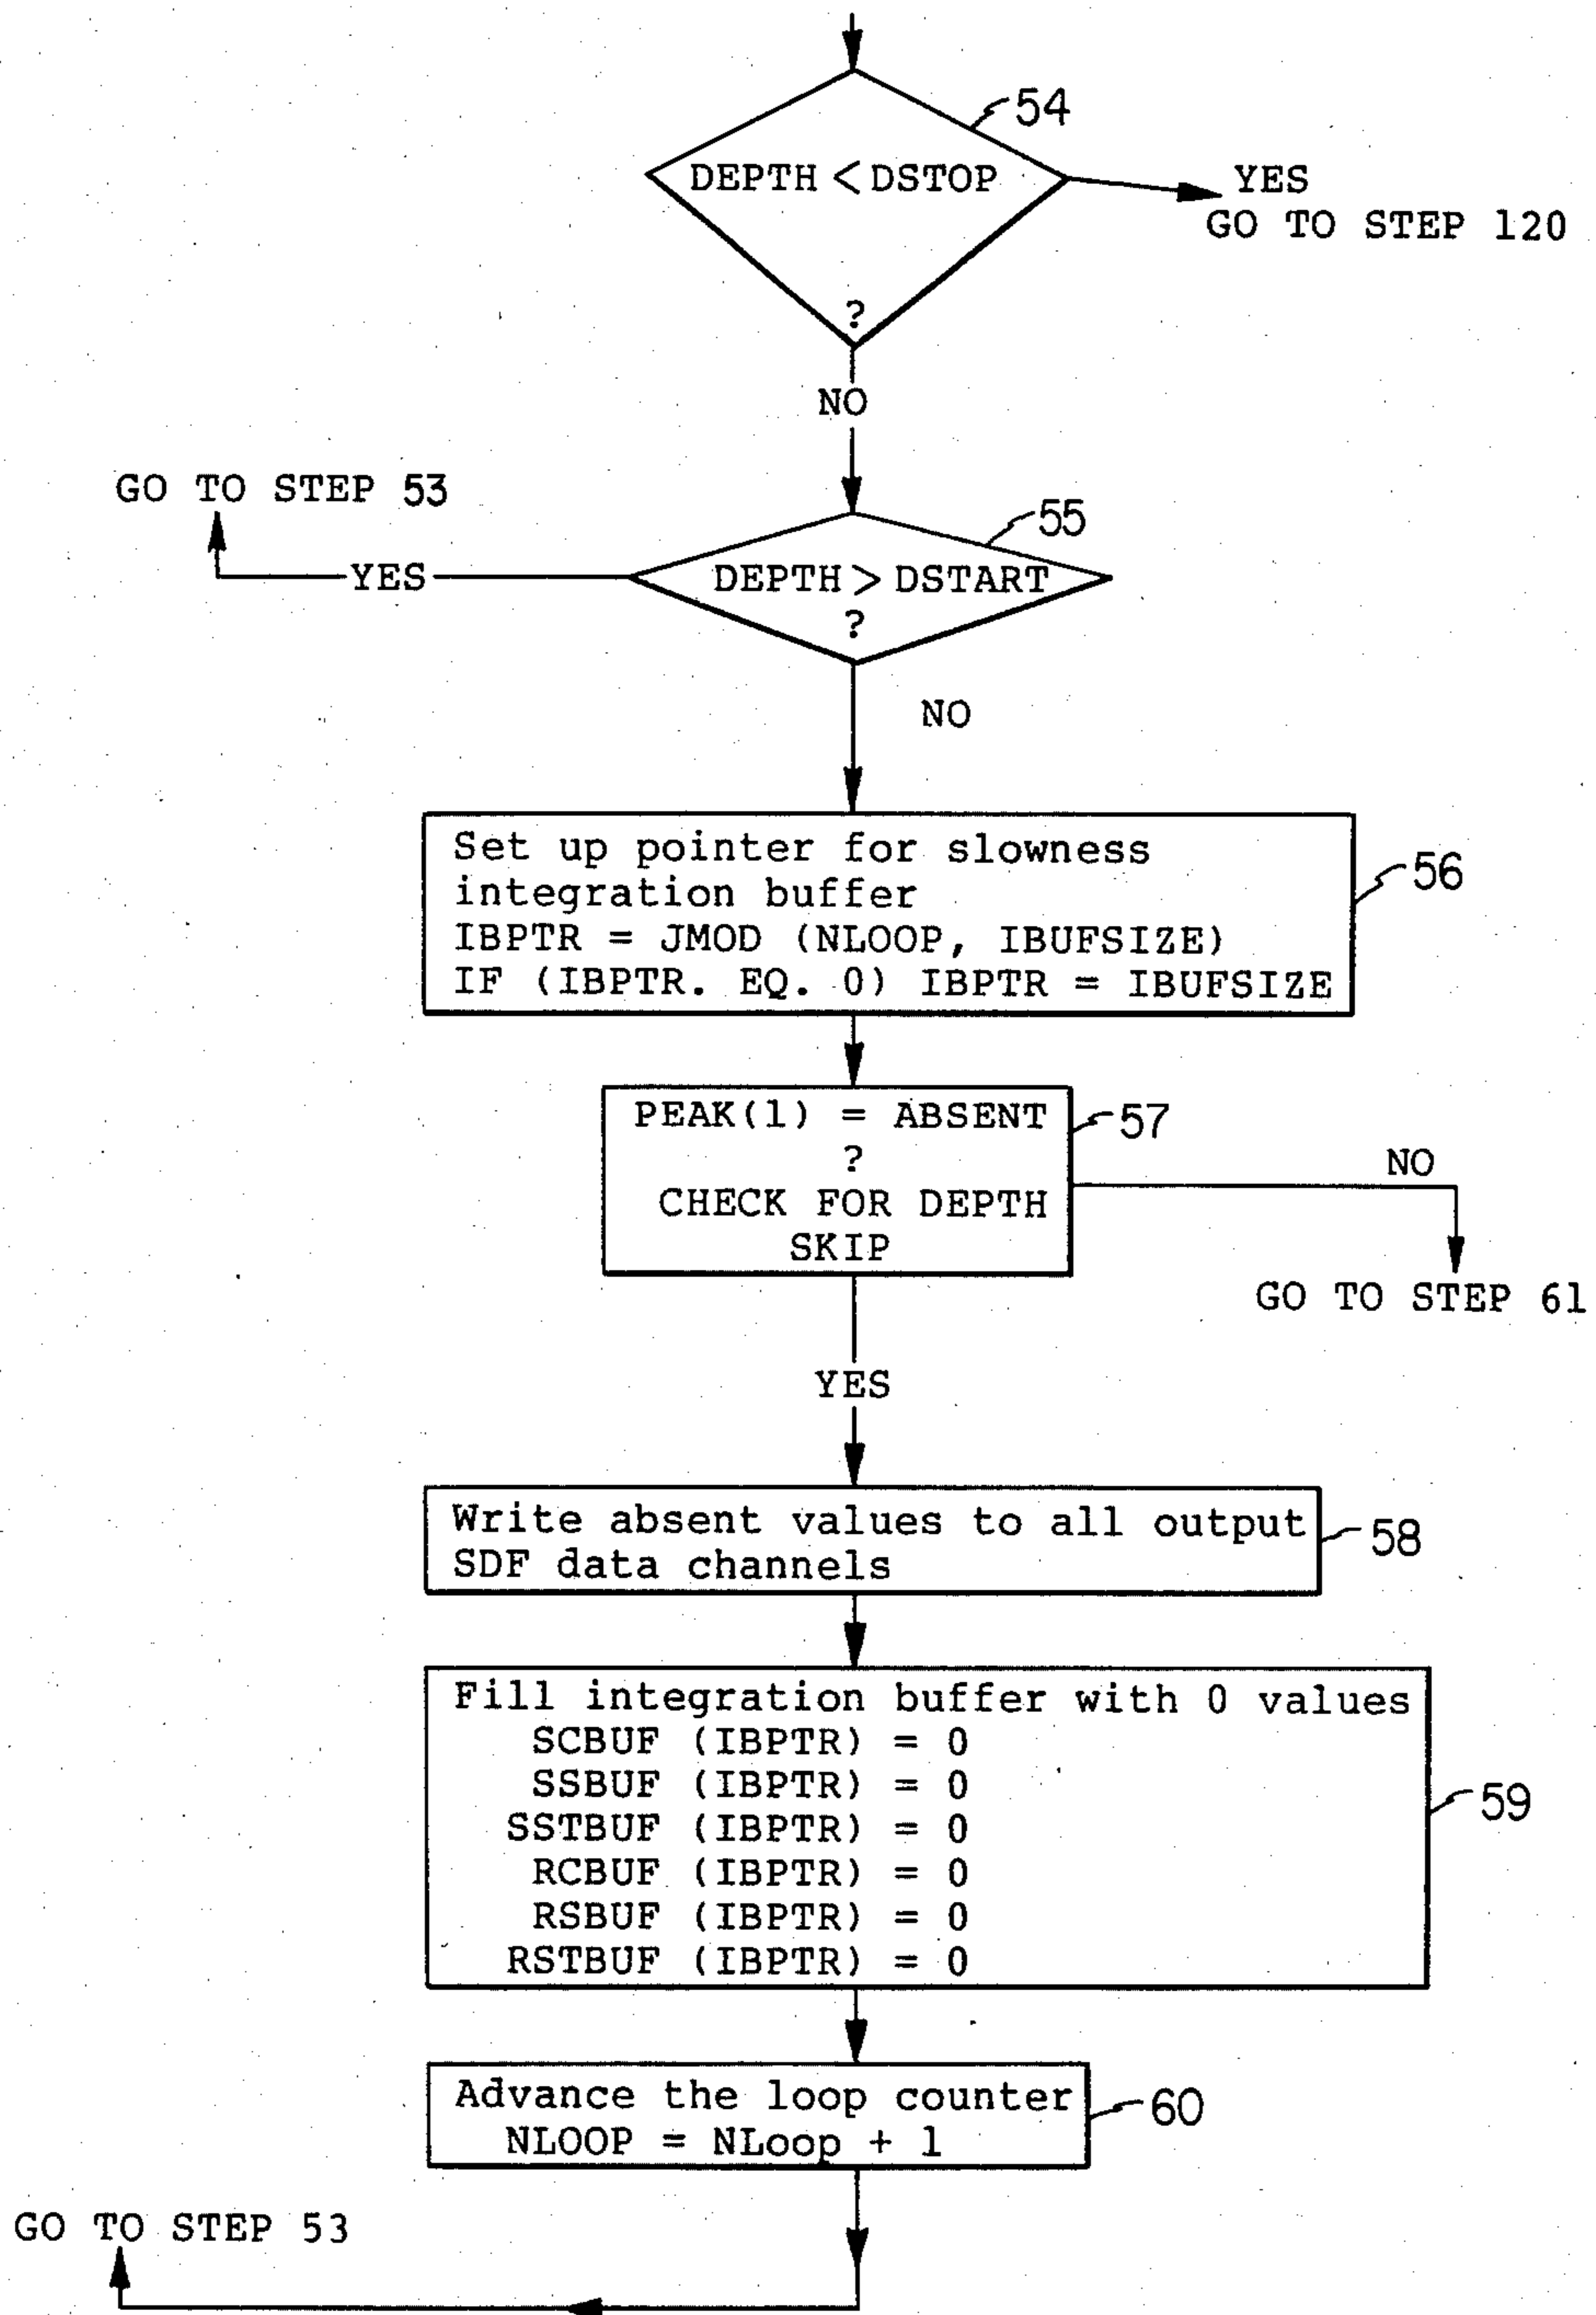 54
DEPTH < DSTOP
?
YES
GO TO STEP 120
NO
GO TO STEP 53
55
YES
DEPTH > DSTART
?
NO
Set up pointer for slowness
integration buffer
IBPTR = JMOD (NLOOP, IBUFSIZE)
IF (IBPTR. EQ. 0) IBPTR = IBUFSIZE
56
PEAK(1) = ABSENT
?
CHECK FOR DEPTH
SKIP
57
NO
GO TO STEP 61
YES
Write absent values to all output
SDF data channels
58
Fill integration buffer with 0 values
SCBUF (IBPTR) = 0
SSBUF (IBPTR) = 0
SSTBUF (IBPTR) = 0
RCBUF (IBPTR) = 0
RSBUF (IBPTR) = 0
RSTBUF (IBPTR) = 0
59
Advance the loop counter
NLOOP = NLoop + 1
60
GO TO STEP 53